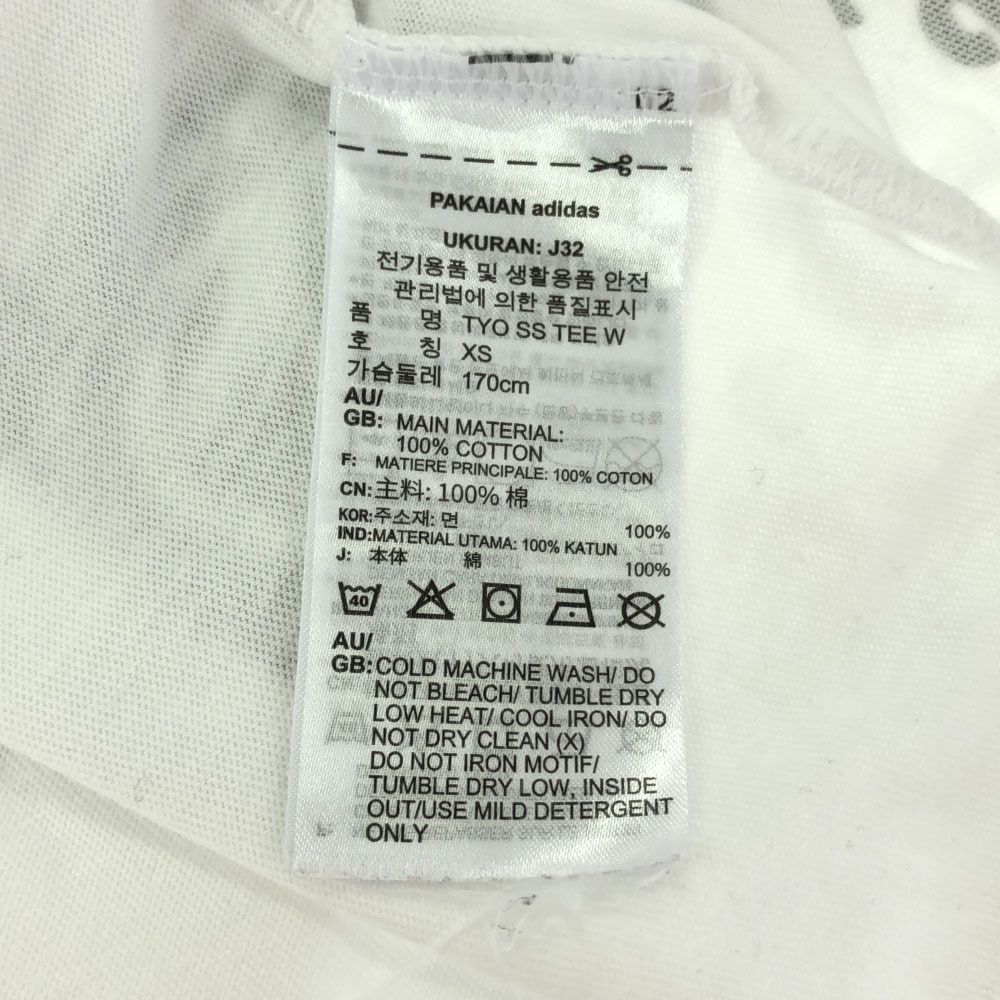 02
PAKAIAN adidas
UKURAN: J32
전기용품 및 생활용품 안전
관리법에 의한 품질표시
품 명 TYO SS TEE W
호 칭 XS
가슴둘레 170cm
AU/
GB: MAIN MATERIAL:
100% COTTON
F: MATIERE PRINCIPALE: 100% COTON
CN: 主料: 100% 棉
KOR: 주소재: 면 100%
IND: MATERIAL UTAMA: 100% KATUN
J: 本体 綿 100%
40
AU/
GB: COLD MACHINE WASH/ DO
NOT BLEACH/ TUMBLE DRY
LOW HEAT/ COOL IRON/ DO
NOT DRY CLEAN (X)
DO NOT IRON MOTIF/
TUMBLE DRY LOW, INSIDE
OUT/USE MILD DETERGENT
ONLY